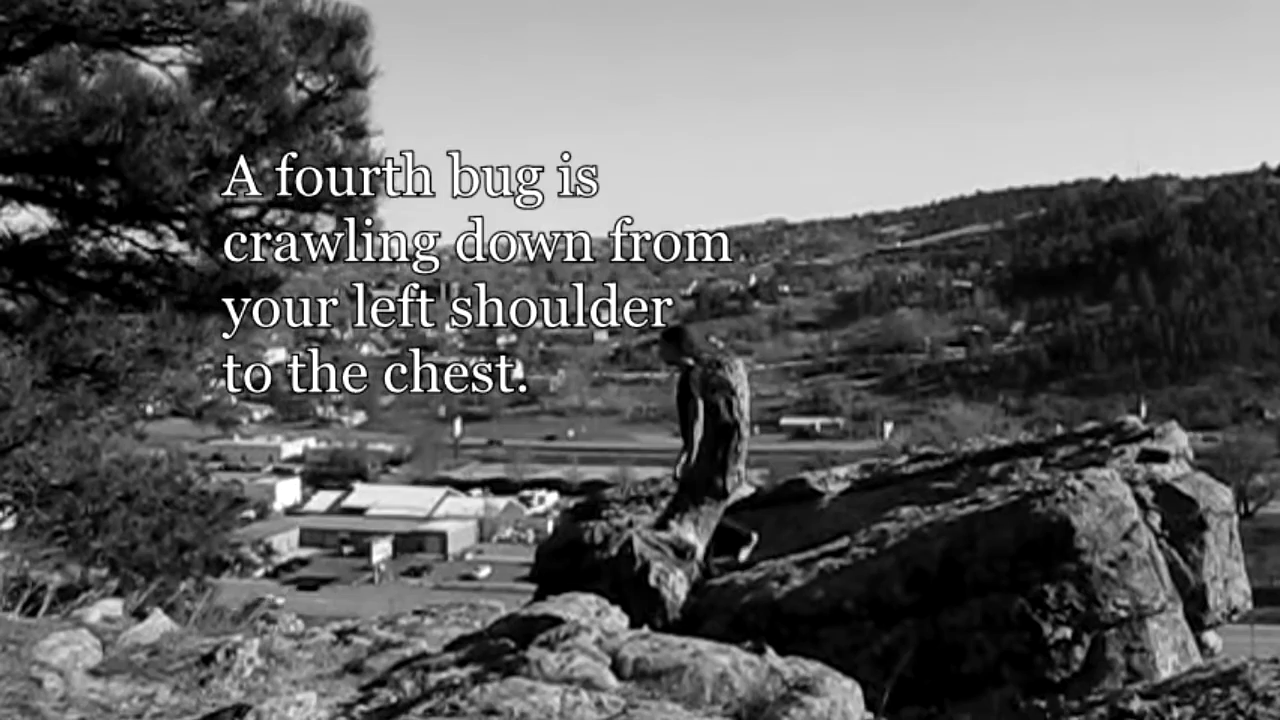 A fourth bug is
crawling down from
your left shoulder
to the chest.